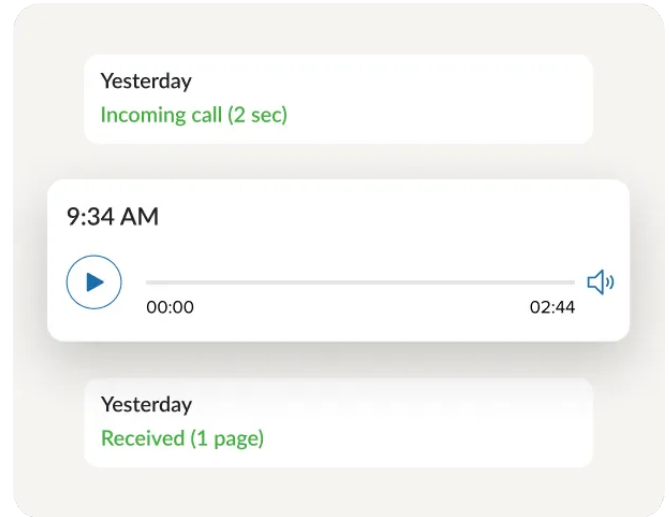 Yesterday
Incoming call (2 sec)
9:34 AM
00:00 02:44
Yesterday
Received (1 page)